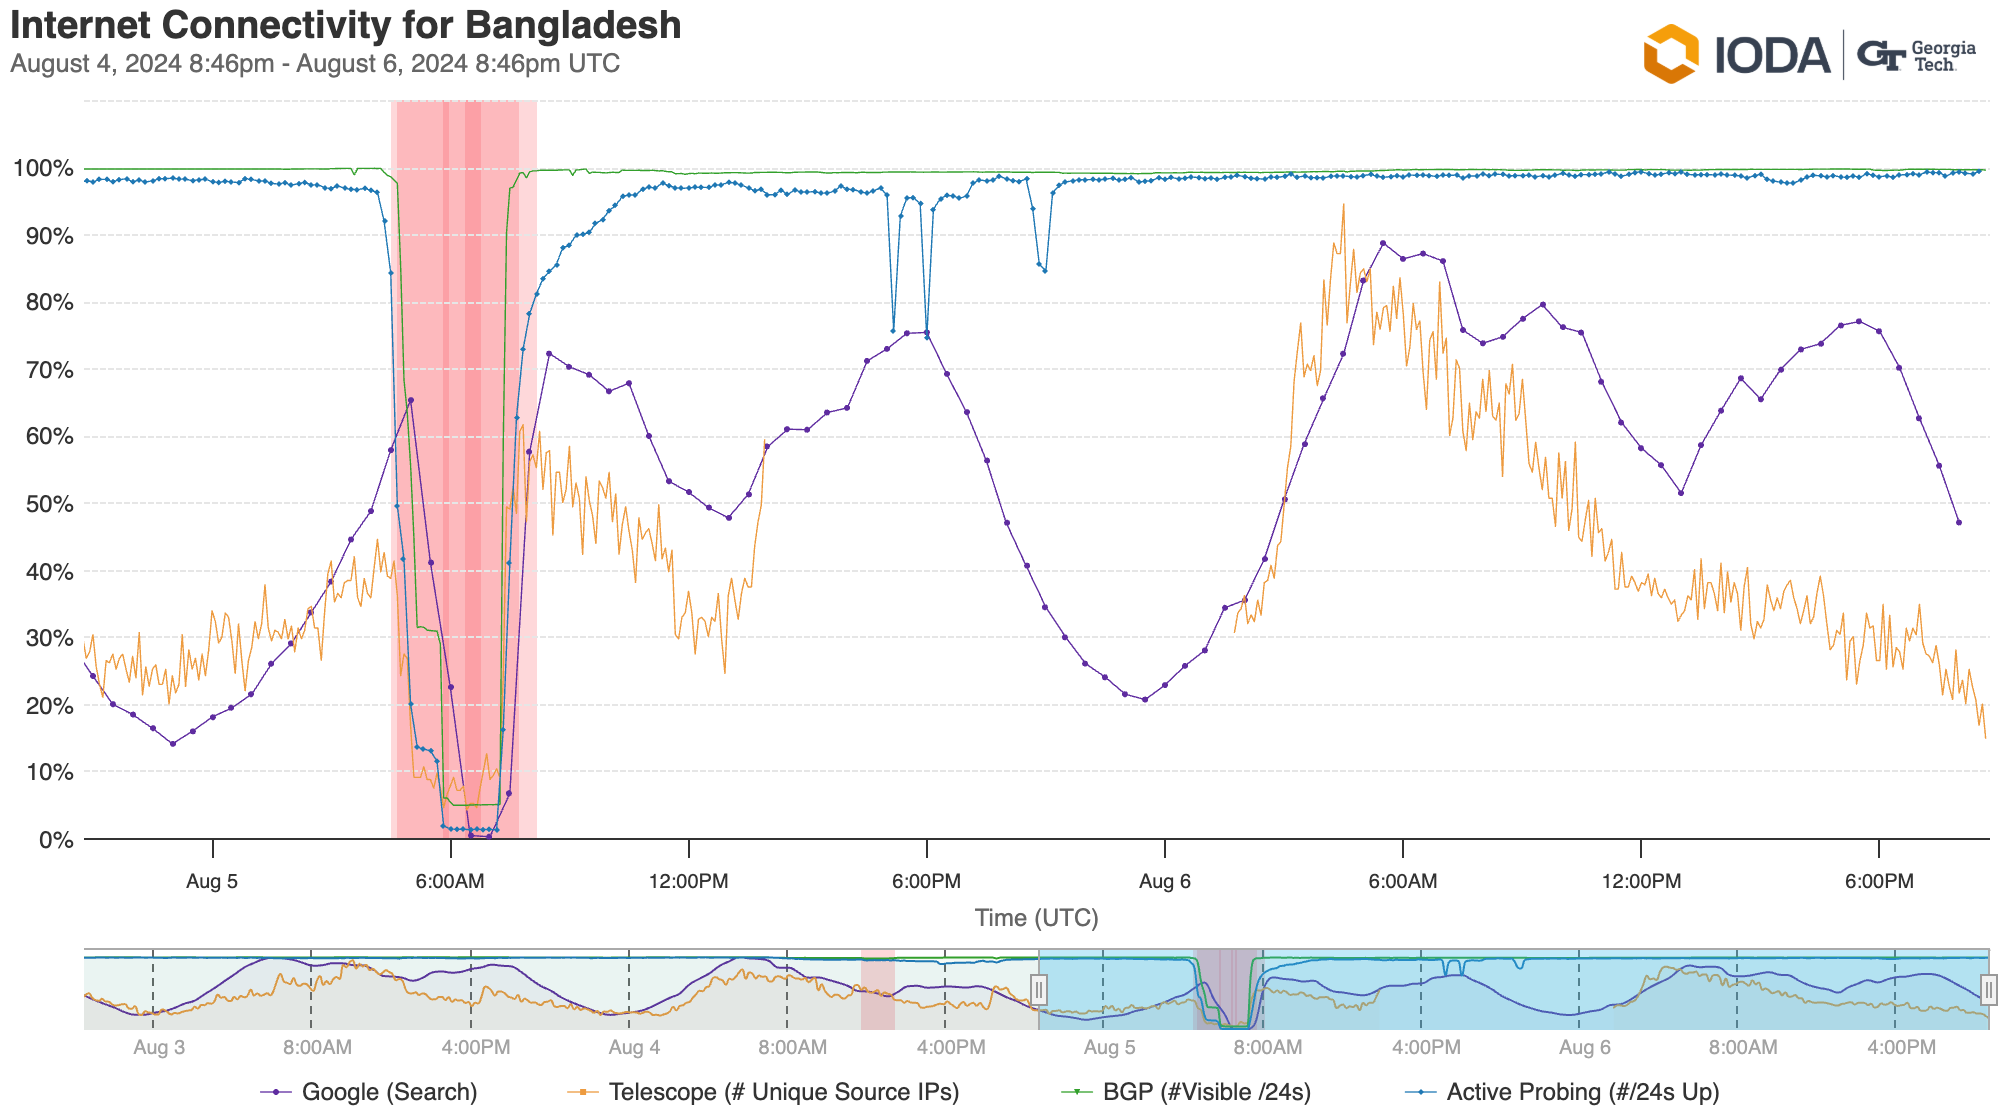 Internet Connectivity for Bangladesh
August 4, 2024 8:46pm - August 6, 2024 8:46pm UTC
IODA
GT Georgia
Tech
100%
90%
80%
70%
60%
50%
40%
30%
20%
10%
0%
Aug 5 6:00AM 12:00PM 6:00PM Aug 6 6:00AM 12:00PM 6:00PM
Time (UTC)
Aug 3 8:00AM 4:00PM Aug 4 8:00AM 4:00PM Aug 5 8:00AM 4:00PM Aug 6 8:00AM 4:00PM
Google (Search) Telescope (# Unique Source IPs) BGP (#Visible /24s) Active Probing (#/24s Up)